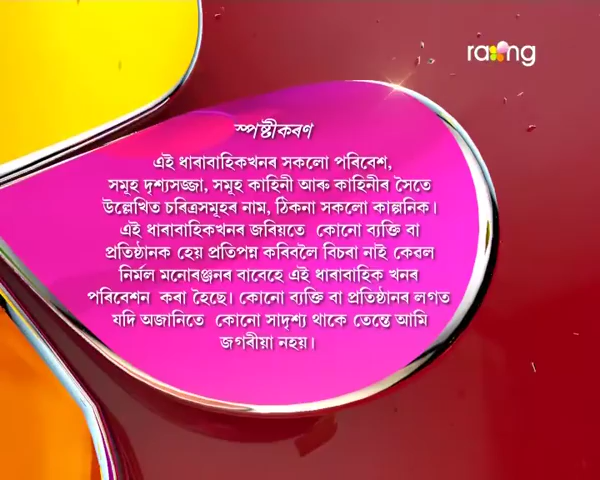 rang
স্পষ্টীকৰণ
এই ধাৰাবাহিকখনৰ সকলো পৰিবেশ,
সমূহ দৃশ্যসজ্জা, সমূহ কাহিনী আৰু কাহিনীৰ সৈতে
উল্লেখিত চৰিত্ৰসমূহৰ নাম, ঠিকনা সকলো কাল্পনিক।
এই ধাৰাবাহিকখনৰ জৰিয়তে কোনো ব্যক্তি বা
প্ৰতিষ্ঠানক হেয় প্ৰতিপন্ন কৰিবলৈ বিচৰা নাই কেৱল
নিৰ্মল মনোৰঞ্জনৰ বাবেহে এই ধাৰাবাহিক খনৰ
পৰিবেশন কৰা হৈছে। কোনো ব্যক্তি বা প্ৰতিষ্ঠানৰ লগত
যদি অজানিতে কোনো সাদৃশ্য থাকে তেন্তে আমি
জগৰীয়া নহয়।